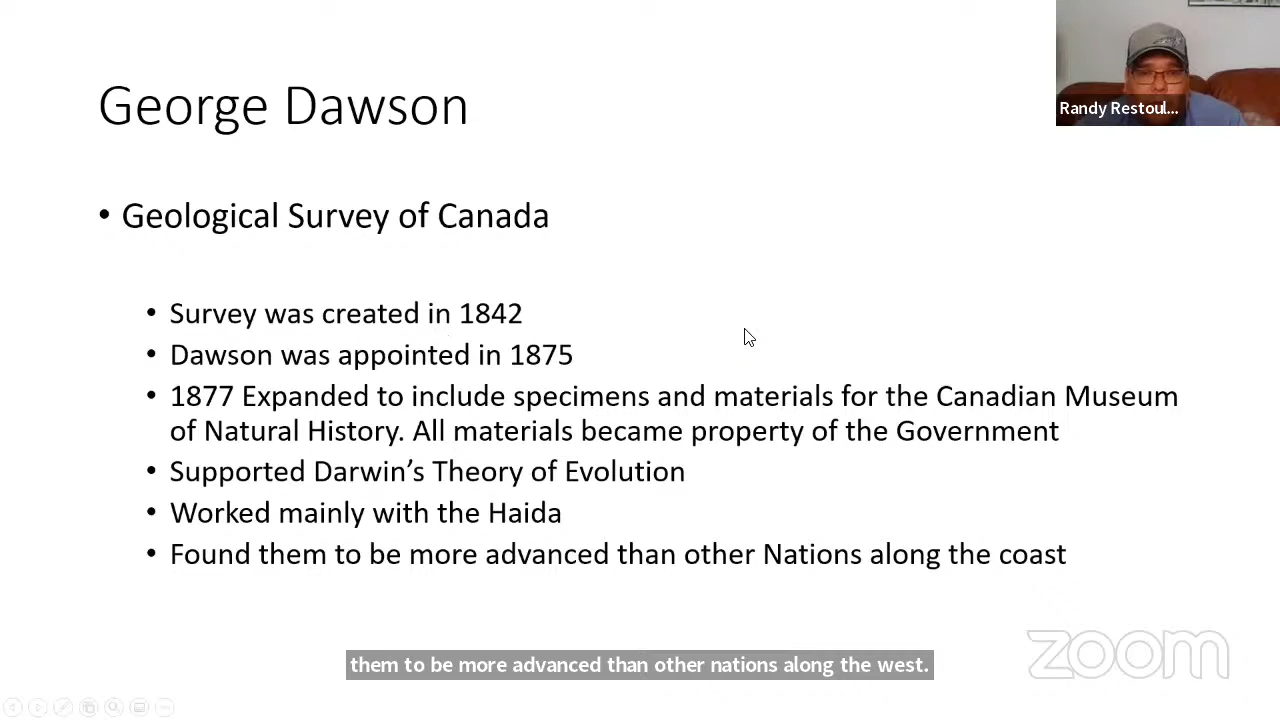 George Dawson
Randy Restoul...
• Geological Survey of Canada
• Survey was created in 1842
• Dawson was appointed in 1875
• 1877 Expanded to include specimens and materials for the Canadian Museum
of Natural History. All materials became property of the Government
• Supported Darwin's Theory of Evolution
• Worked mainly with the Haida
• Found them to be more advanced than other Nations along the coast
zoom
them to be more advanced than other nations along the west.